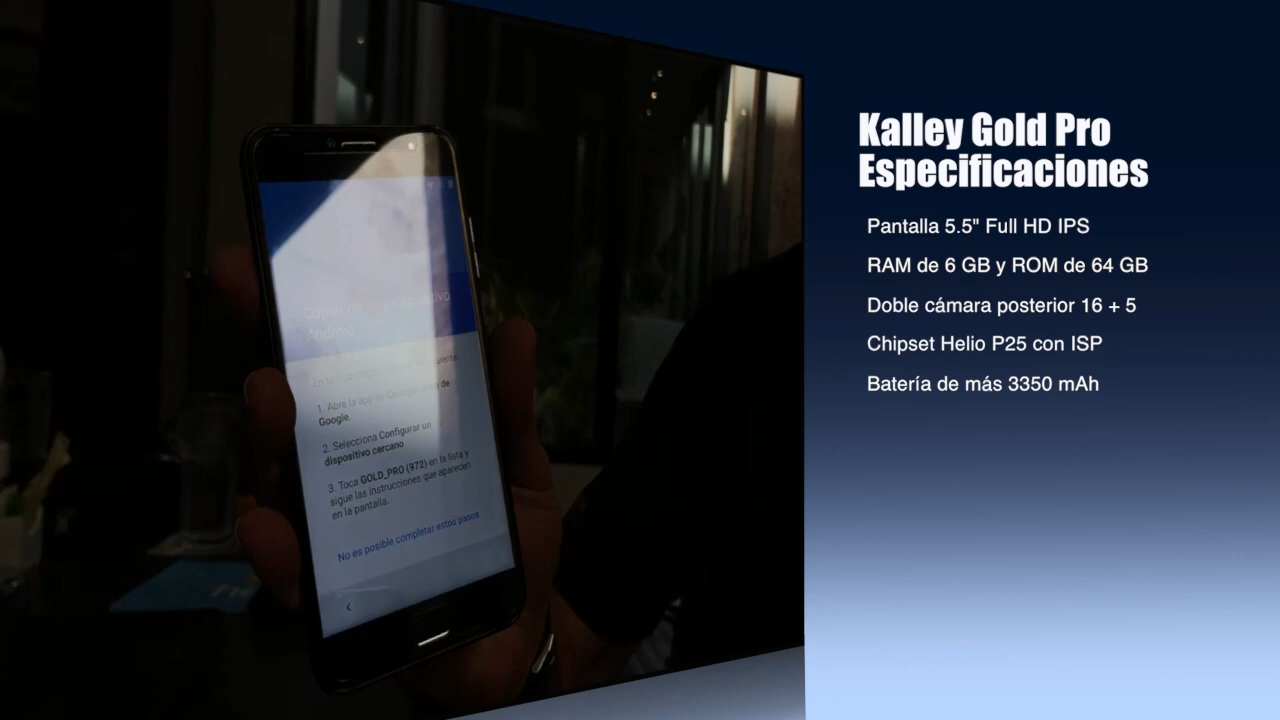 Kalley Gold Pro
Especificaciones
Pantalla 5.5" Full HD IPS
RAM de 6 GB y ROM de 64 GB
Doble cámara posterior 16 + 5
Chipset Helio P25 con ISP
Batería de más 3350 mAh
Android
1. Abre la app de Configuración de
Google.
2. Selecciona Configurar un
dispositivo cercano
3. Toca GOLD_PRO (972) en la lista y
sigue las instrucciones que aparecen
en la pantalla.
No es posible completar estos pasos